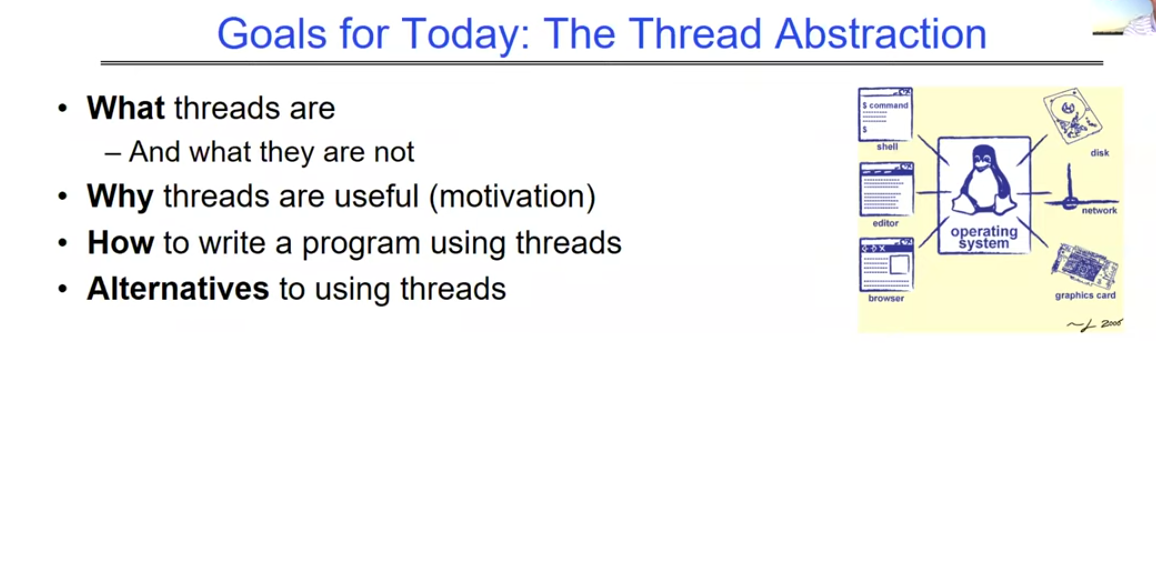 Goals for Today: The Thread Abstraction
• What threads are
– And what they are not
• Why threads are useful (motivation)
• How to write a program using threads
• Alternatives to using threads
$ command
$
shell
editor
browser
operating
system
disk
network
graphics card
2006